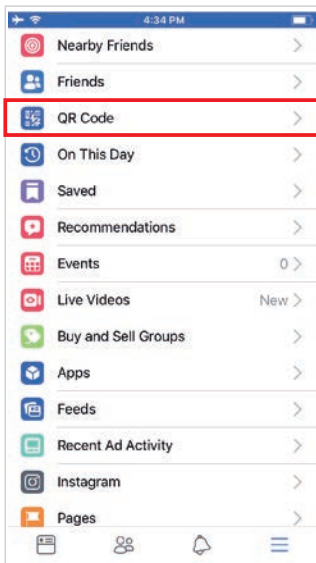 4:34 PM
Nearby Friends
Friends
QR Code
On This Day
Saved
Recommendations
Events 0
Live Videos New
Buy and Sell Groups
Apps
Feeds
Recent Ad Activity
Instagram
Pages